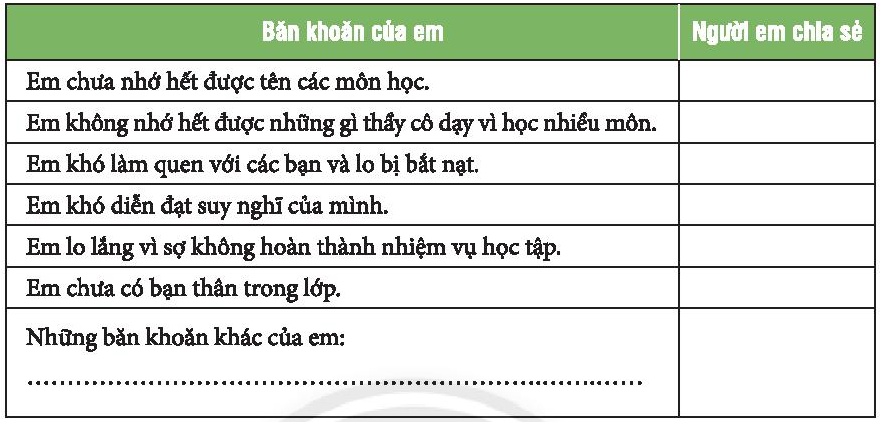 Băn khoăn của em Người em chia sẻ
Em chưa nhớ hết được tên các môn học.
Em không nhớ hết được những gì thầy cô dạy vì học nhiều môn.
Em khó làm quen với các bạn và lo bị bắt nạt.
Em khó diễn đạt suy nghĩ của mình.
Em lo lắng vì sợ không hoàn thành nhiệm vụ học tập.
Em chưa có bạn thân trong lớp.
Những băn khoăn khác của em:
..........................................................................